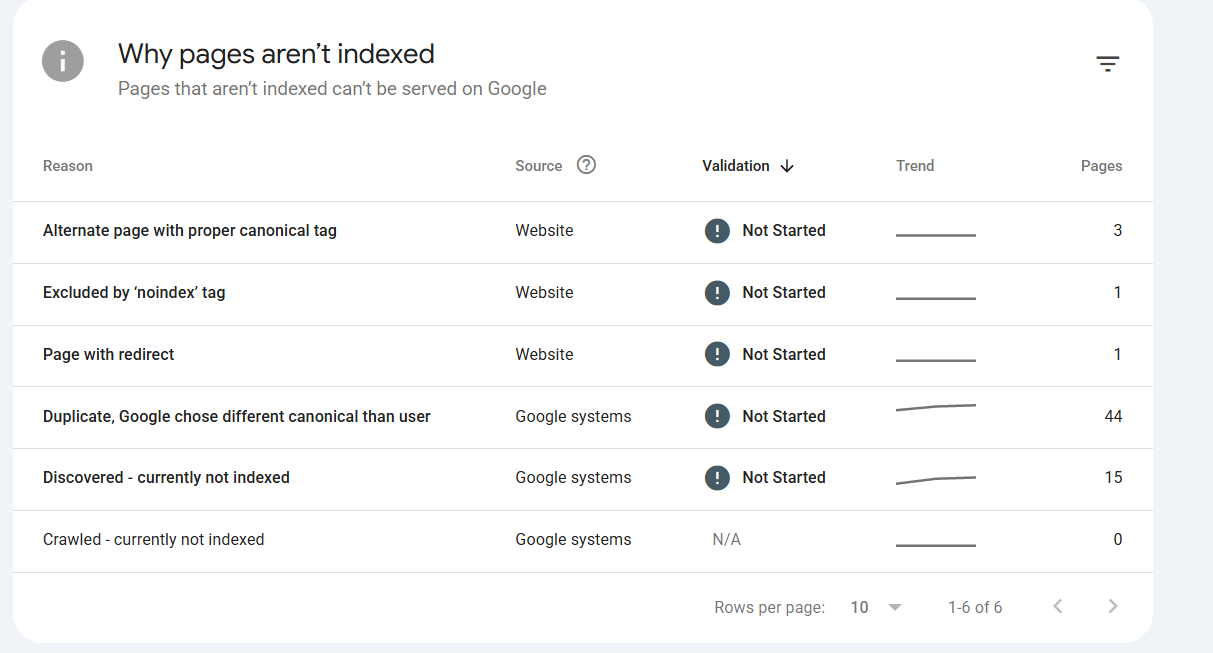 Why pages aren’t indexed
Pages that aren’t indexed can’t be served on Google
Reason Source Validation Trend Pages
Alternate page with proper canonical tag Website Not Started 3
Excluded by ‘noindex’ tag Website Not Started 1
Page with redirect Website Not Started 1
Duplicate, Google chose different canonical than user Google systems Not Started 44
Discovered - currently not indexed Google systems Not Started 15
Crawled - currently not indexed Google systems N/A 0
Rows per page: 10 1-6 of 6